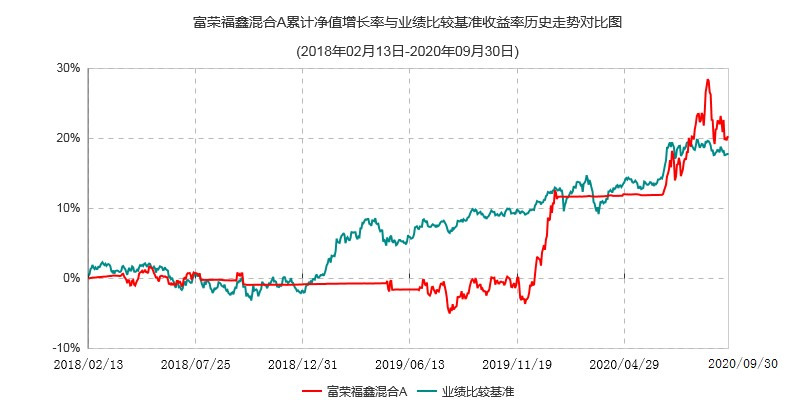 富荣福鑫混合A累计净值增长率与业绩比较基准收益率历史走势对比图
(2018年02月13日-2020年09月30日)
30%
20%
10%
0%
-10%
2018/02/13 2018/07/25 2018/12/31 2019/06/13 2019/11/19 2020/04/29 2020/09/30
富荣福鑫混合A 业绩比较基准